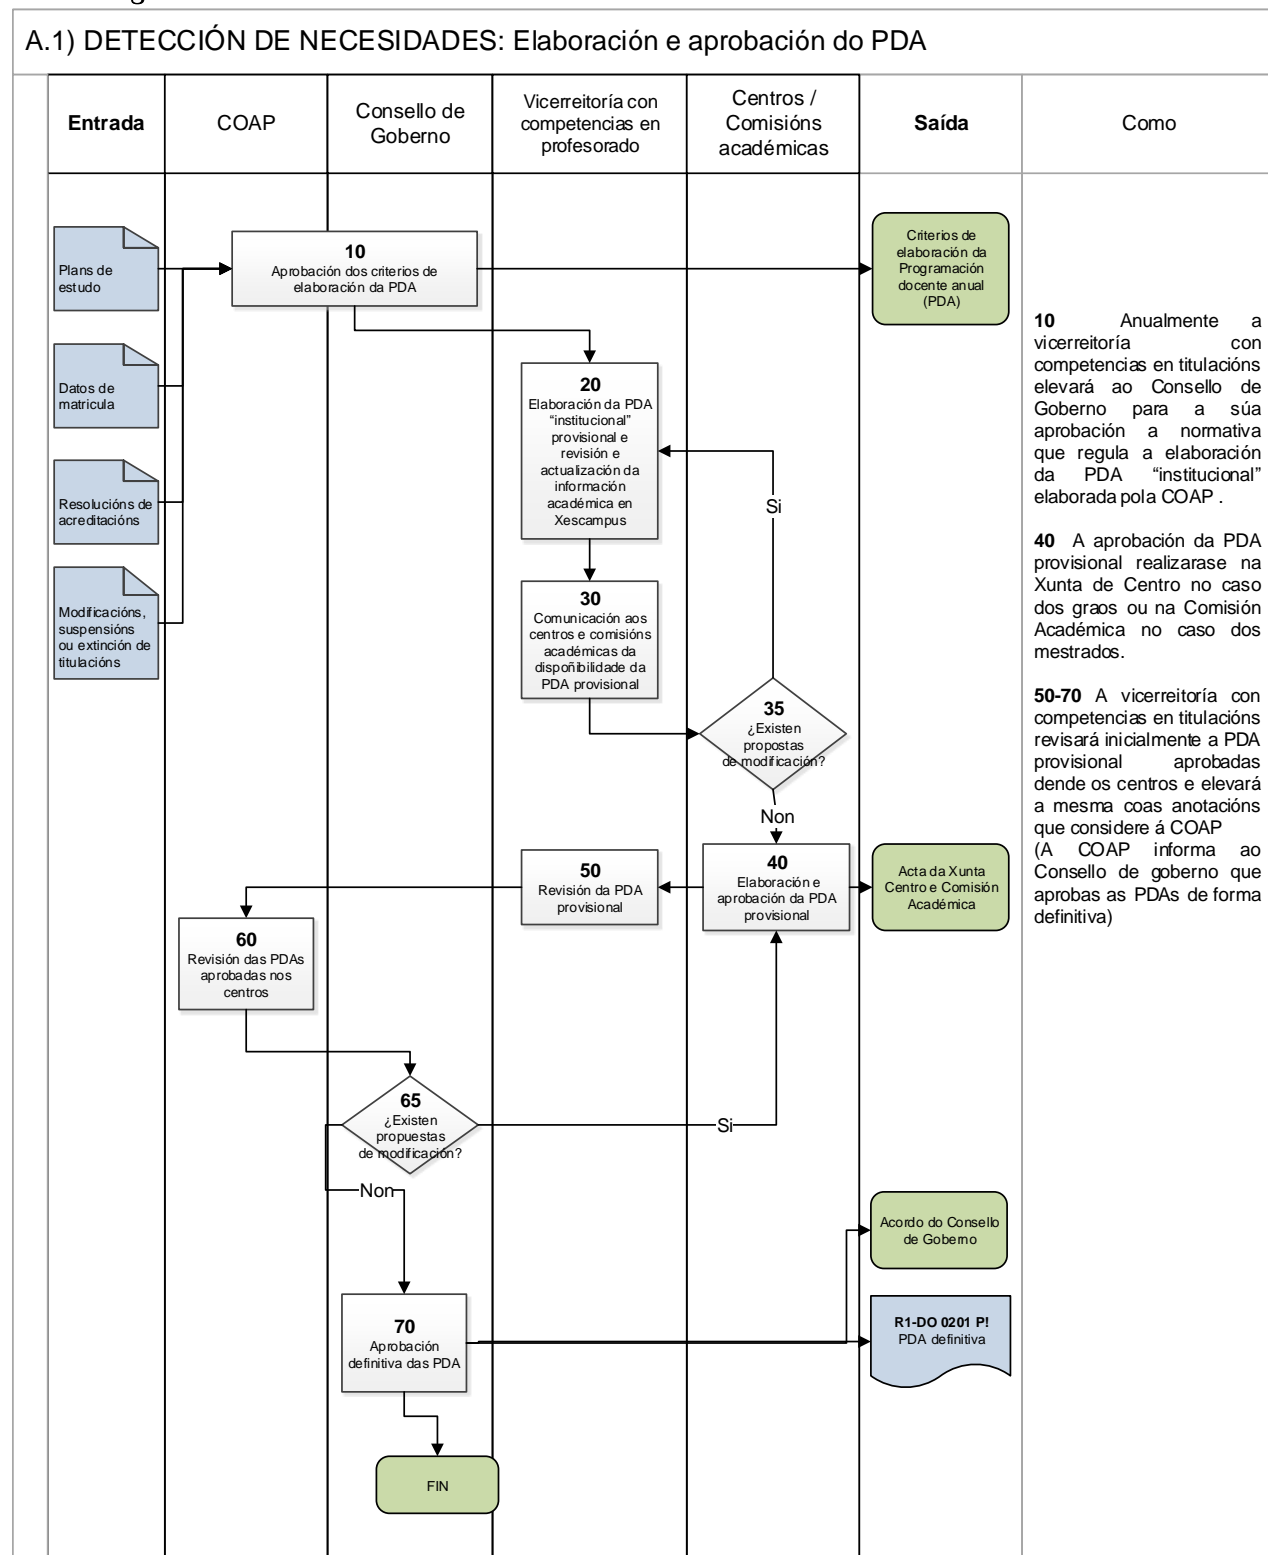 A.1) DETECCIÓN DE NECESIDADES: Elaboración e aprobación do PDA
Entrada
COAP
Consello de
Goberno
Vicerreitoría con
competencias en
profesorado
Centros /
Comisións
académicas
Saída
Como
Plans de
estudo
Datos de
matricula
Resolucións de
acreditacións
Modificacións,
suspensións
ou extinción de
titulacións
10
Aprobación dos criterios de
elaboración da PDA
Criterios de
elaboración da
Programación
docente anual
(PDA)
20
Elaboración da PDA
“institucional”
provisional e
revisión e
actualización da
información
académica en
Xescampus
30
Comunicación aos
centros e comisións
académicas da
dispoñibilidade da
PDA provisional
35
¿Existen
propostas
de modificación?
Si
Non
40
Elaboración e
aprobación da PDA
provisional
Acta da Xunta
Centro e Comisión
Académica
50
Revisión da PDA
provisional
60
Revisión das PDAs
aprobadas nos
centros
65
¿Existen
propuestas
de modificación?
Si
Non
70
Aprobación
definitiva das PDA
Acordo do Consello
de Goberno
R1-DO 0201 P!
PDA definitiva
FIN
10 Anualmente a
vicerreitoría con
competencias en titulacións
elevará ao Consello de
Goberno para a súa
aprobación a normativa
que regula a elaboración
da PDA “institucional”
elaborada pola COAP .
40 A aprobación da PDA
provisional realizarase na
Xunta de Centro no caso
dos graos ou na Comisión
Académica no caso dos
mestrados.
50-70 A vicerreitoría con
competencias en titulacións
revisará inicialmente a PDA
provisional aprobadas
dende os centros e elevará
a mesma coas anotacións
que considere á COAP
(A COAP informa ao
Consello de goberno que
aprobas as PDAs de forma
definitiva)